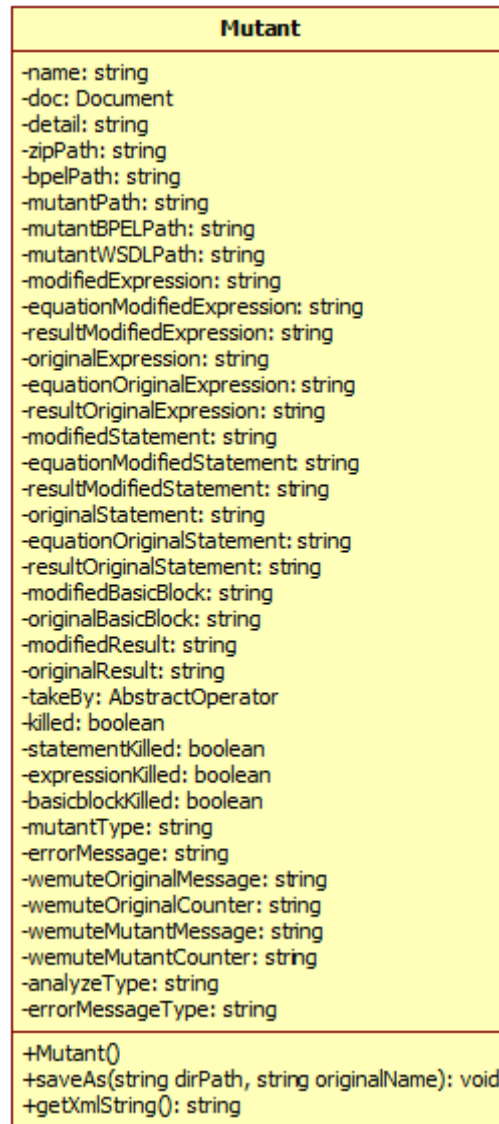 Mutant
-name: string
-doc: Document
-detail: string
-zipPath: string
-bpelPath: string
-mutantPath: string
-mutantBPELPath: string
-mutantWSDLPath: string
-modifiedExpression: string
-equationModifiedExpression: string
-resultModifiedExpression: string
-originalExpression: string
-equationOriginalExpression: string
-resultOriginalExpression: string
-modifiedStatement: string
-equationModifiedStatement: string
-resultModifiedStatement: string
-originalStatement: string
-equationOriginalStatement: string
-resultOriginalStatement: string
-modifiedBasicBlock: string
-originalBasicBlock: string
-modifiedResult: string
-originalResult: string
-takeBy: AbstractOperator
-killed: boolean
-statementKilled: boolean
-expressionKilled: boolean
-basicblockKilled: boolean
-mutantType: string
-errorMessage: string
-wemuteOriginalMessage: string
-wemuteOriginalCounter: string
-wemuteMutantMessage: string
-wemuteMutantCounter: string
-analyzeType: string
-errorMessageType: string
+Mutant()
+saveAs(string dirPath, string originalName): void
+getXmlString(): string